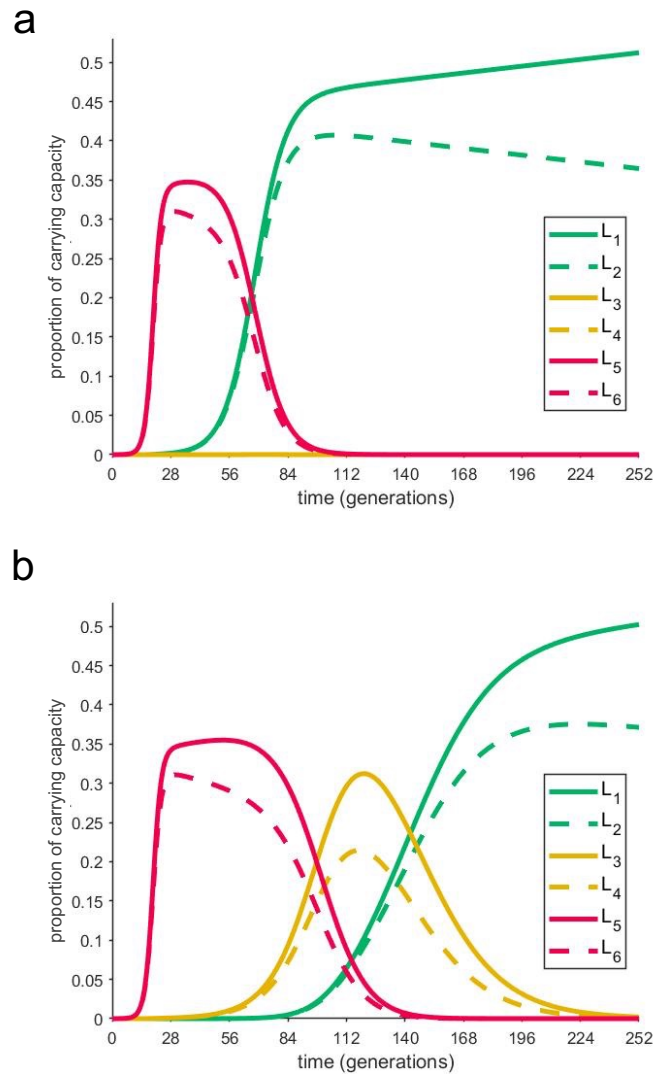 a
0.5
0.45
0.4
0.35
0.3
0.25
0.2
0.15
0.1
0.05
0
proportion of carrying capacity
L1
L2
L3
L4
L5
L6
0 28 56 84 112 140 168 196 224 252
time (generations)
b
0.5
0.45
0.4
0.35
0.3
0.25
0.2
0.15
0.1
0.05
0
proportion of carrying capacity
L1
L2
L3
L4
L5
L6
0 28 56 84 112 140 168 196 224 252
time (generations)